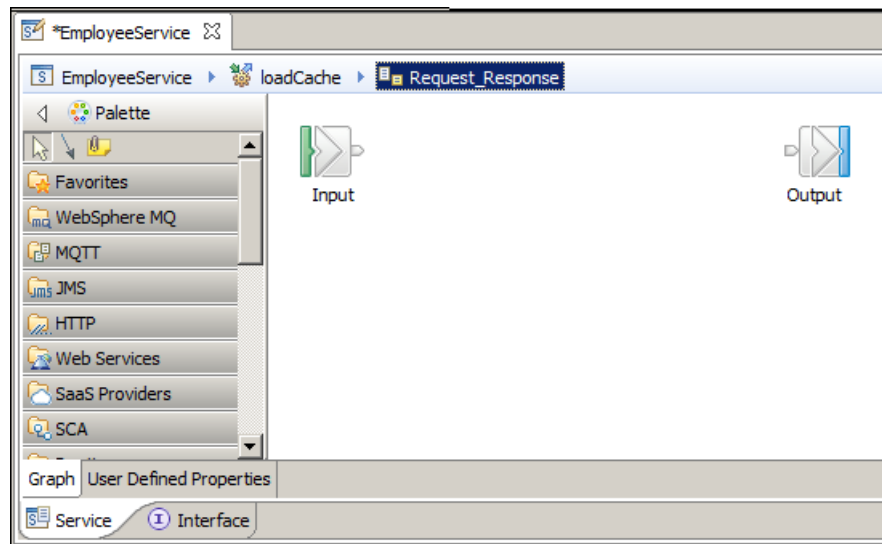 *EmployeeService
EmployeeService loadCache Request_Response
Palette
Favorites
WebSphere MQ
MQTT
JMS
HTTP
Web Services
SaaS Providers
SCA
Input
Output
Graph User Defined Properties
Service Interface